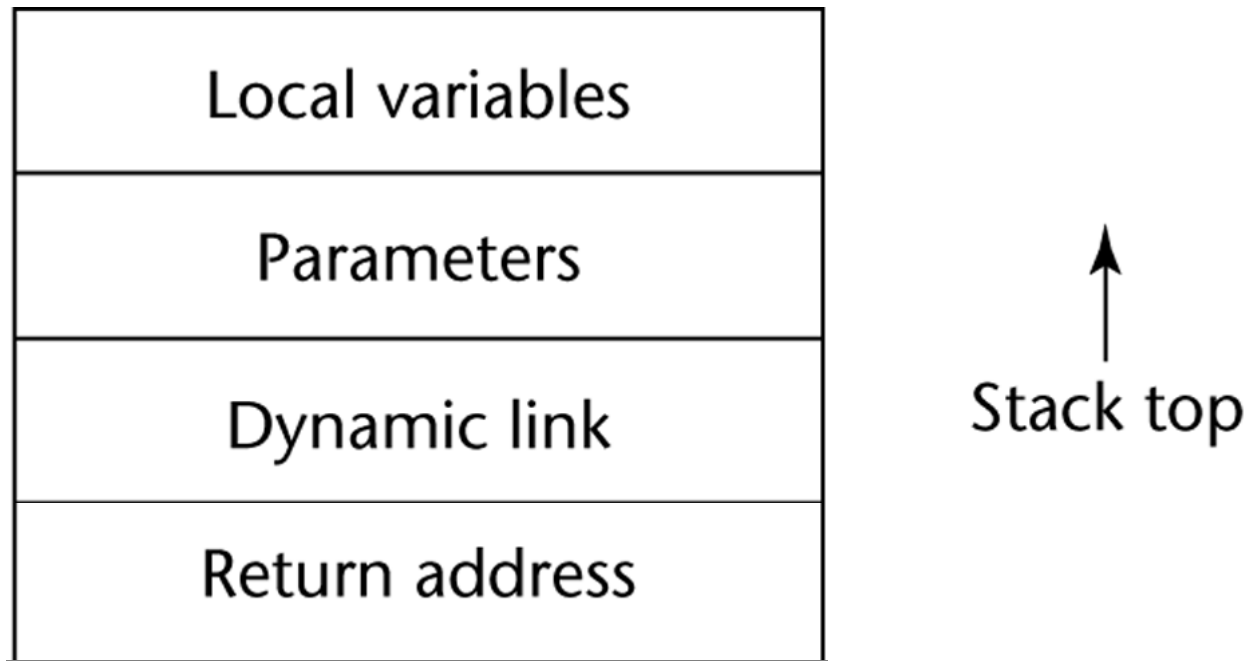 Local variables
Parameters
Dynamic link
Return address
Stack top